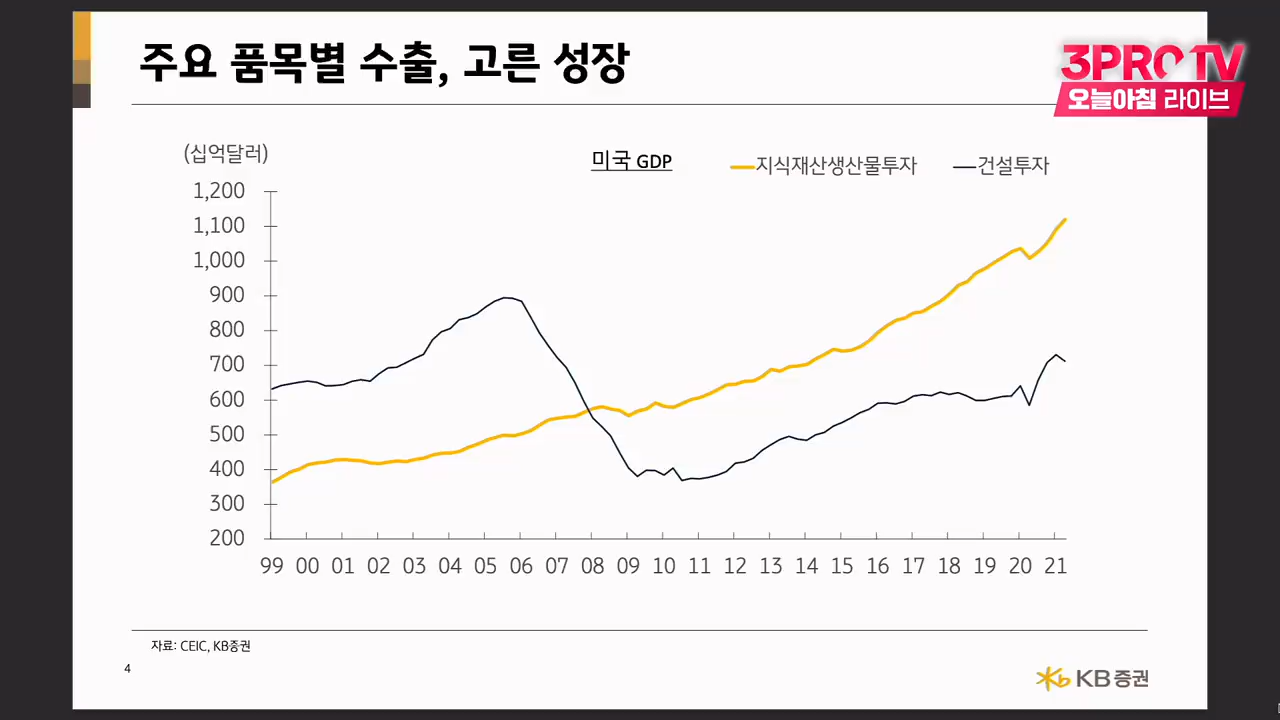 주요 품목별 수출, 고른 성장
3PRO TV
오늘아침 라이브
(십억달러)
미국 GDP
지식재산생산물투자
건설투자
1,200
1,100
1,000
900
800
700
600
500
400
300
200
99 00 01 02 03 04 05 06 07 08 09 10 11 12 13 14 15 16 17 18 19 20 21
자료: CEIC, KB증권
4
KB증권